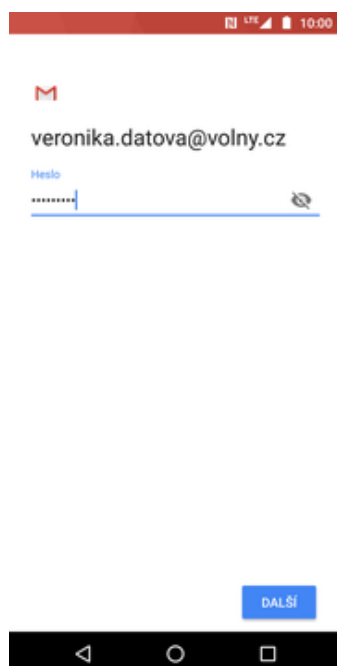 LTE 10:00
veronika.datova@volny.cz
Heslo
•••••••••
DALŠÍ